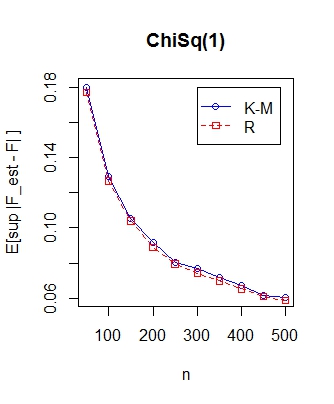 ChiSq(1)
E[sup |F_est - F| ]
0.18
0.14
0.10
0.06
K-M
R
100 200 300 400 500
n